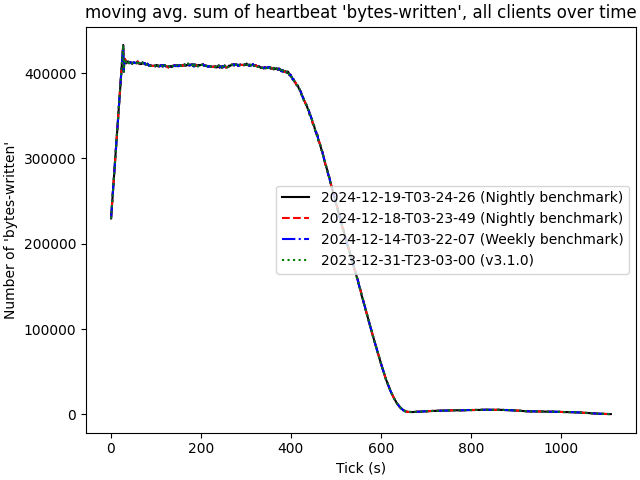 moving avg. sum of heartbeat 'bytes-written', all clients over time
Number of 'bytes-written'
400000
300000
200000
100000
0
2024-12-19-T03-24-26 (Nightly benchmark)
2024-12-18-T03-23-49 (Nightly benchmark)
2024-12-14-T03-22-07 (Weekly benchmark)
2023-12-31-T23-03-00 (v3.1.0)
0 200 400 600 800 1000
Tick (s)